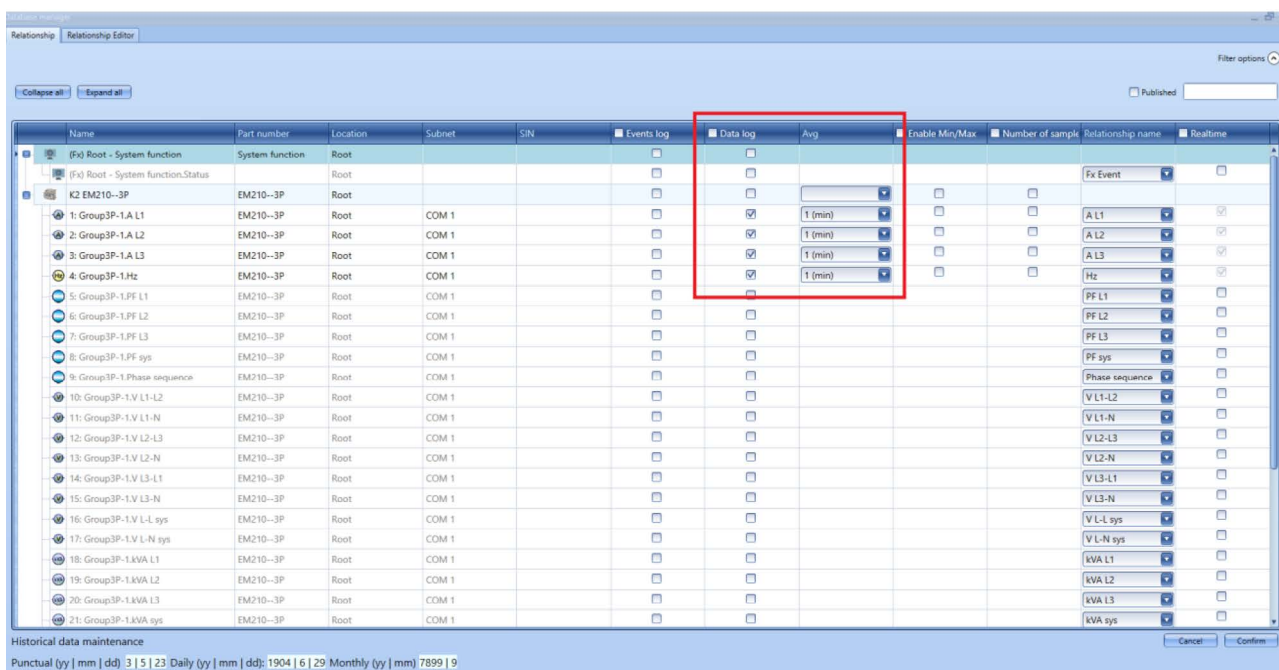 Database manager
Relationship Relationship Editor
Filter options
Collapse all Expand all Published
Name Part number Location Subnet SIN Events log Data log Avg Enable Min/Max Number of sample Relationship name Realtime
(Fx) Root - System function System function Root
(Fx) Root - System function.Status Root Fx Event
K2 EM210--3P EM210--3P Root
1: Group3P-1.A L1 EM210--3P Root COM 1 1 (min) A L1
2: Group3P-1.A L2 EM210--3P Root COM 1 1 (min) A L2
3: Group3P-1.A L3 EM210--3P Root COM 1 1 (min) A L3
4: Group3P-1.Hz EM210--3P Root COM 1 1 (min) Hz
5: Group3P-1.PF L1 EM210--3P Root COM 1 PF L1
6: Group3P-1.PF L2 EM210--3P Root COM 1 PF L2
7: Group3P-1.PF L3 EM210--3P Root COM 1 PF L3
8: Group3P-1.PF sys EM210--3P Root COM 1 PF sys
9: Group3P-1.Phase sequence EM210--3P Root COM 1 Phase sequence
10: Group3P-1.V L1-L2 EM210--3P Root COM 1 V L1-L2
11: Group3P-1.V L1-N EM210--3P Root COM 1 V L1-N
12: Group3P-1.V L2-L3 EM210--3P Root COM 1 V L2-L3
13: Group3P-1.V L2-N EM210--3P Root COM 1 V L2-N
14: Group3P-1.V L3-L1 EM210--3P Root COM 1 V L3-L1
15: Group3P-1.V L3-N EM210--3P Root COM 1 V L3-N
16: Group3P-1.V L-L sys EM210--3P Root COM 1 V L-L sys
17: Group3P-1.V L-N sys EM210--3P Root COM 1 V L-N sys
18: Group3P-1.kVA L1 EM210--3P Root COM 1 kVA L1
19: Group3P-1.kVA L2 EM210--3P Root COM 1 kVA L2
20: Group3P-1.kVA L3 EM210--3P Root COM 1 kVA L3
21: Group3P-1.kVA sys EM210--3P Root COM 1 kVA sys
Historical data maintenance Cancel Confirm
Punctual (yy | mm | dd) 3 | 5 | 23 Daily (yy | mm | dd): 1904 | 6 | 29 Monthly (yy | mm) 7899 | 9